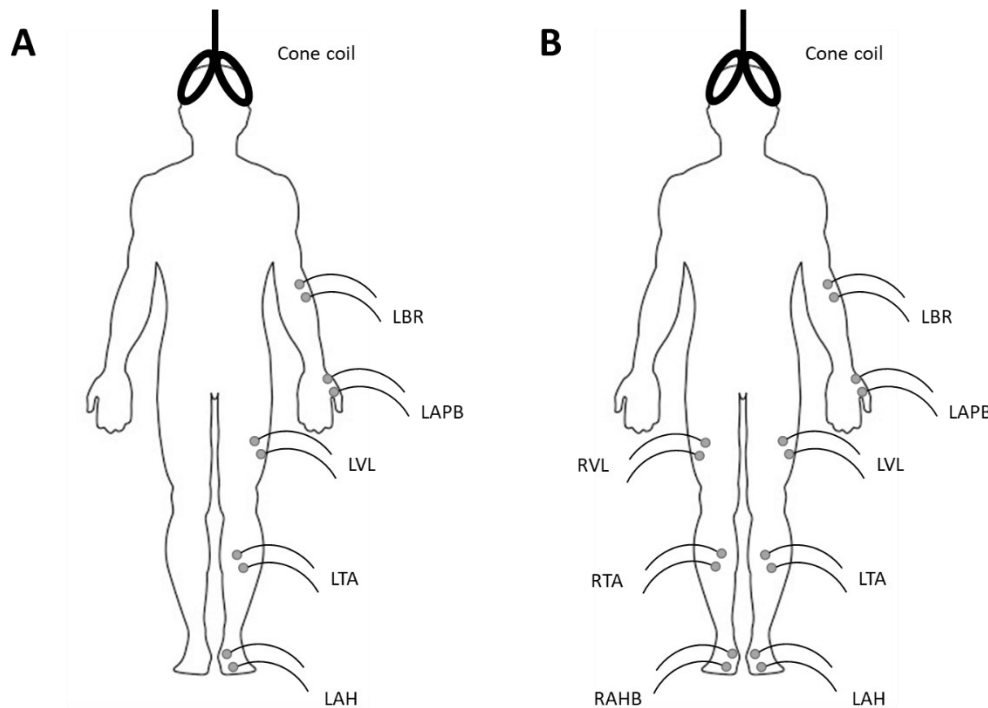 A
Cone coil
LBR
LAPB
LVL
LTA
LAH
B
Cone coil
LBR
LAPB
RVL
LVL
RTA
LTA
RAHB
LAH